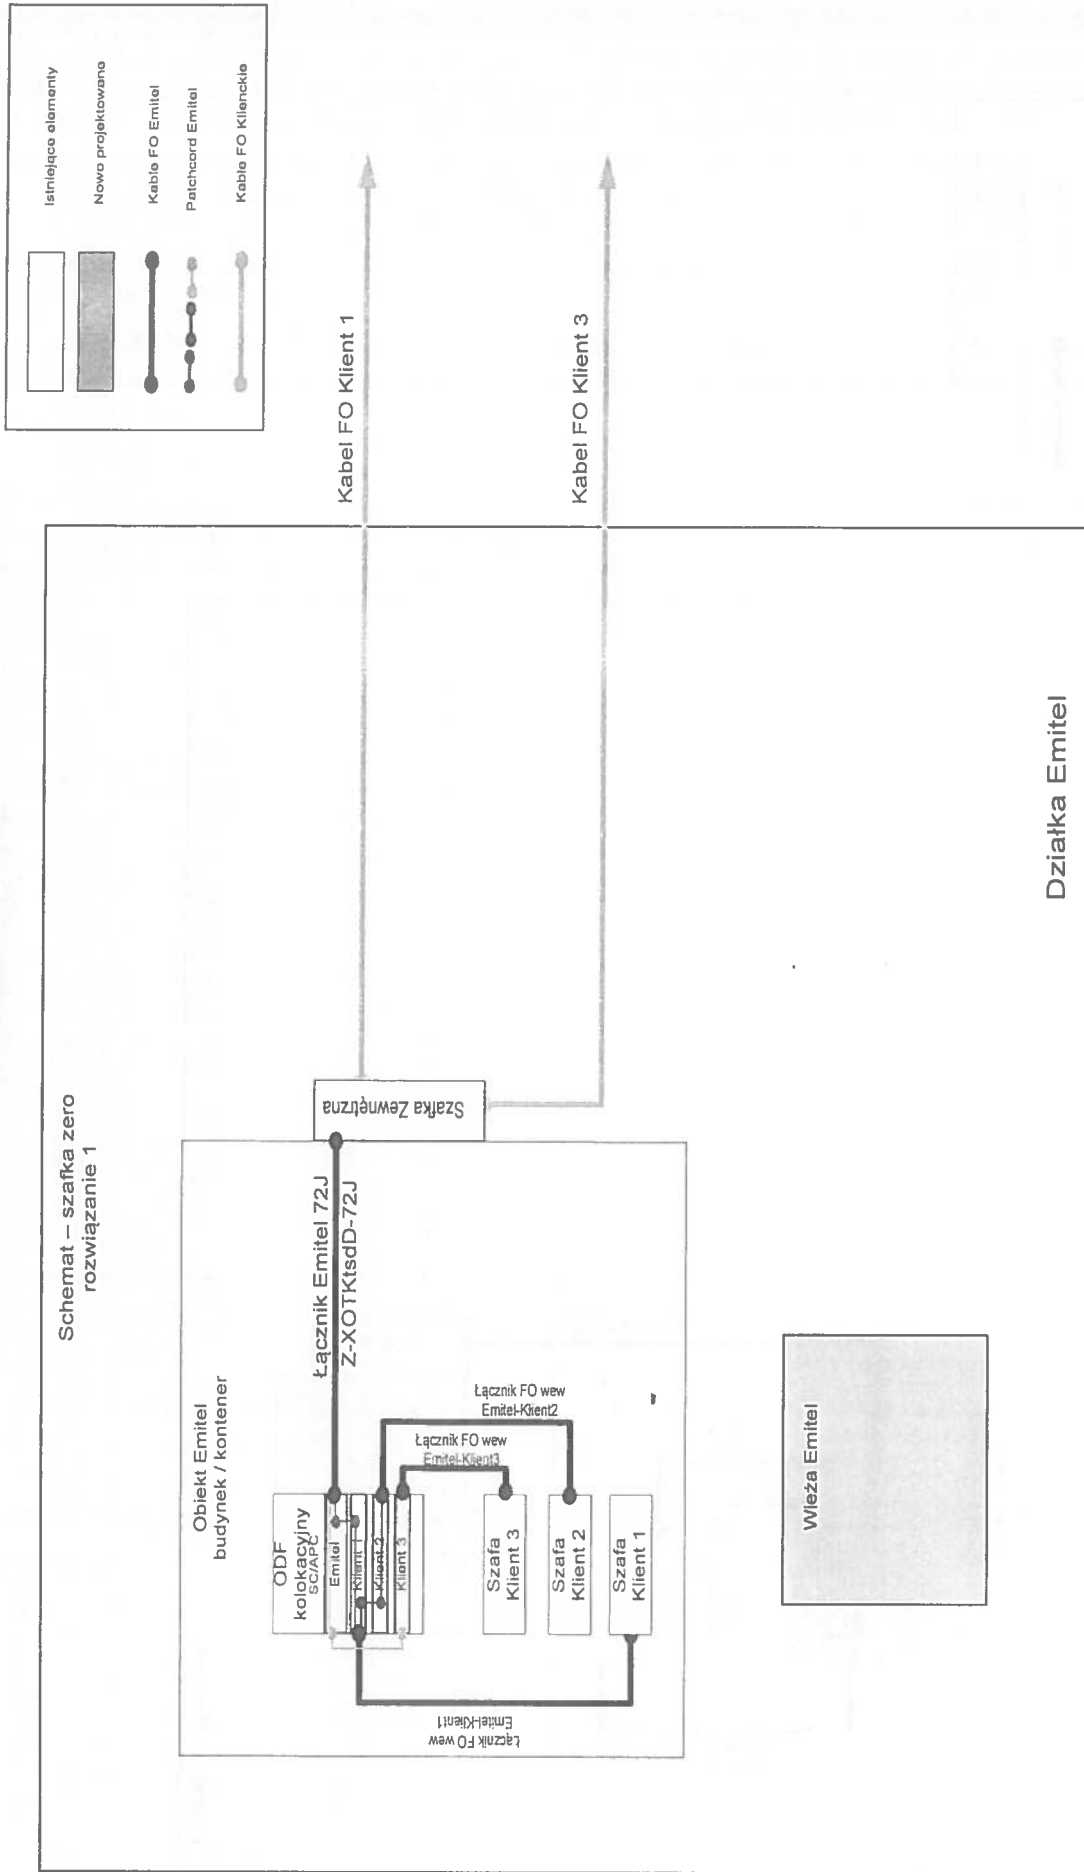 Istniejące elementy
Nowo projektowane
Kable FO Emitel
Patchcord Emitel
Kable FO Klienckie
Schemat – szafka zero
rozwiązanie 1
Kabel FO Klient 1
Kabel FO Klient 3
Szafka Zewnętrzna
Obiekt Emitel
budynek / kontener
Łącznik Emitel 72J
Z-XOTKtsdD-72J
ODF
kolokacyjny
SC/APC
Emitel
Klient 1
Klient 2
Klient 3
Łącznik FO wew
Emitel-Klient2
Łącznik FO wew
Emitel-Klient3
Szafa
Klient 3
Szafa
Klient 2
Szafa
Klient 1
Łącznik FO wew
Emitel-Klient1
Wieża Emitel
Działka Emitel